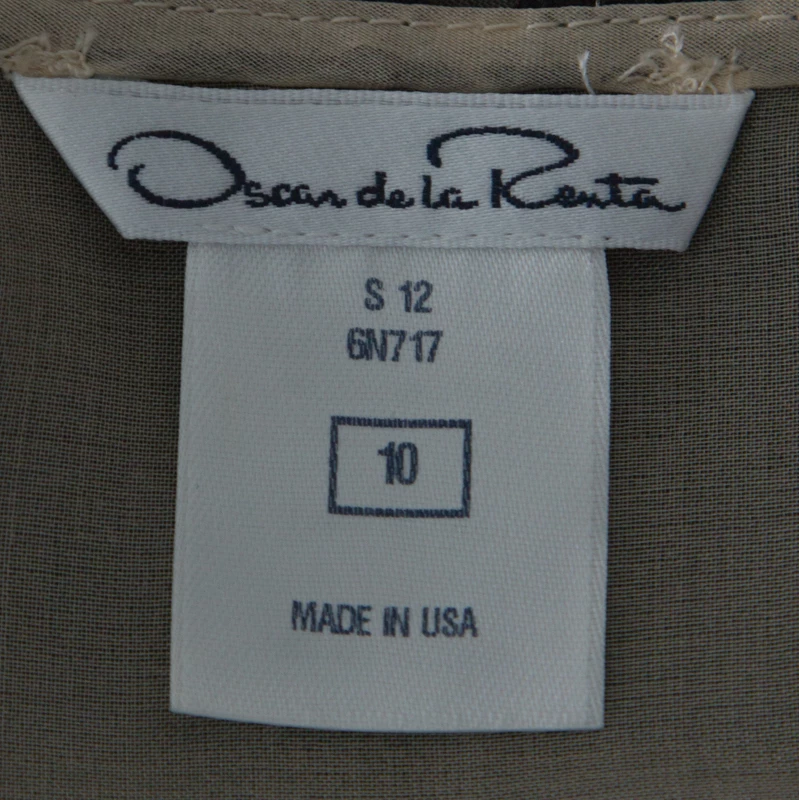 Oscar de la Renta
S 12
6N717
10
MADE IN USA